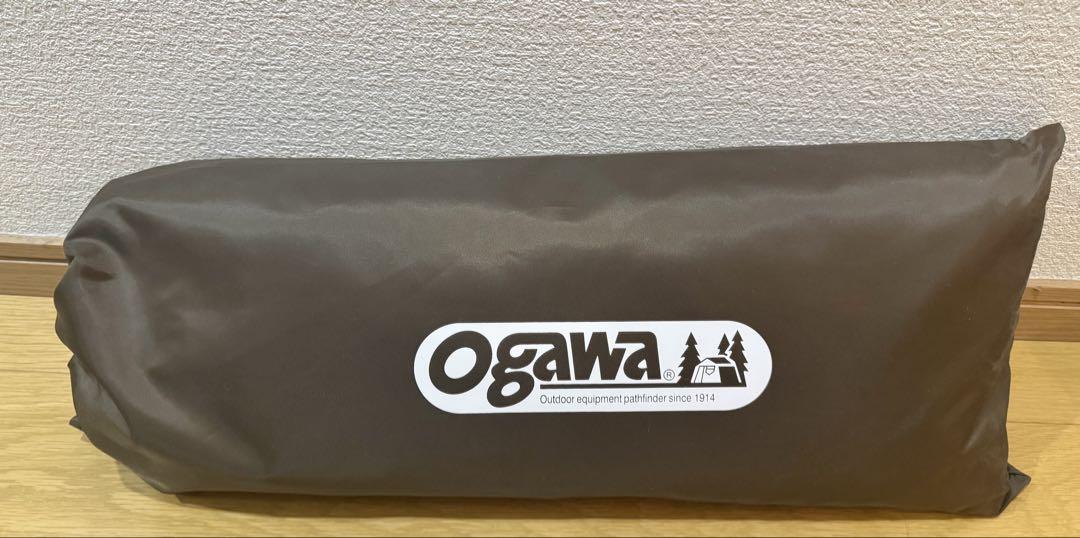 Ogawa®
Outdoor equipment pathfinder since 1914